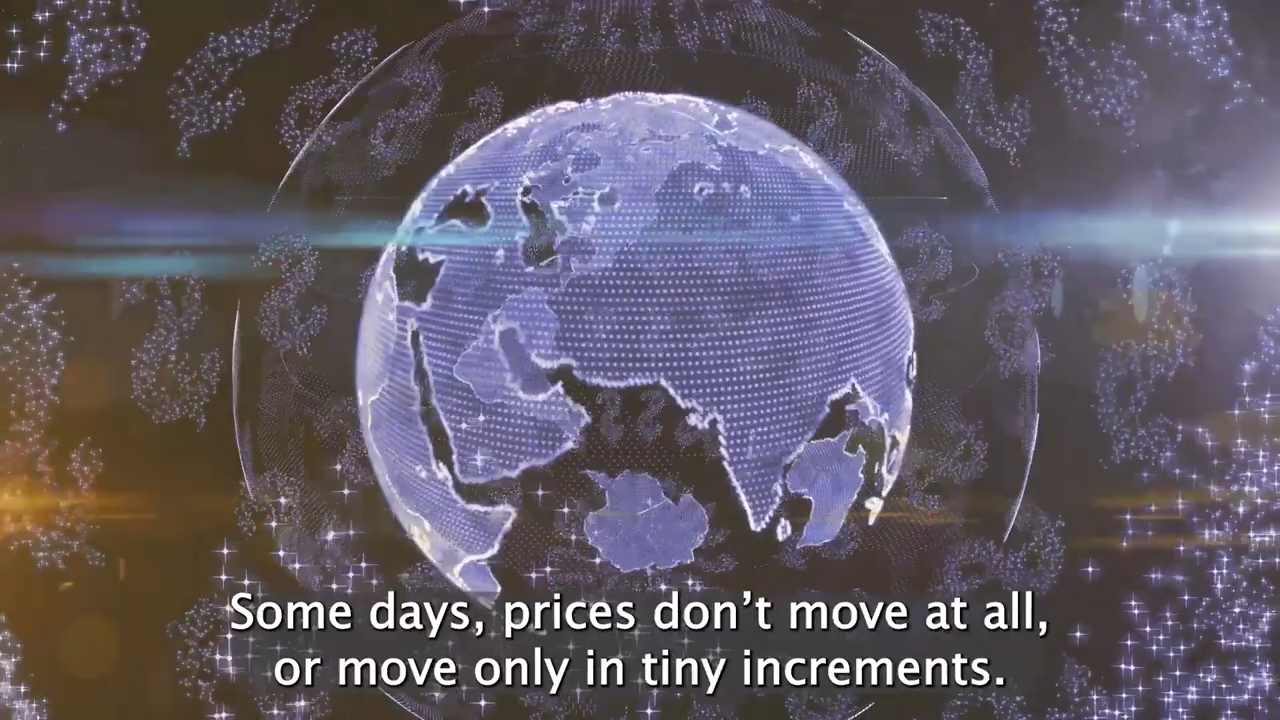 Some days, prices don’t move at all,
or move only in tiny increments.